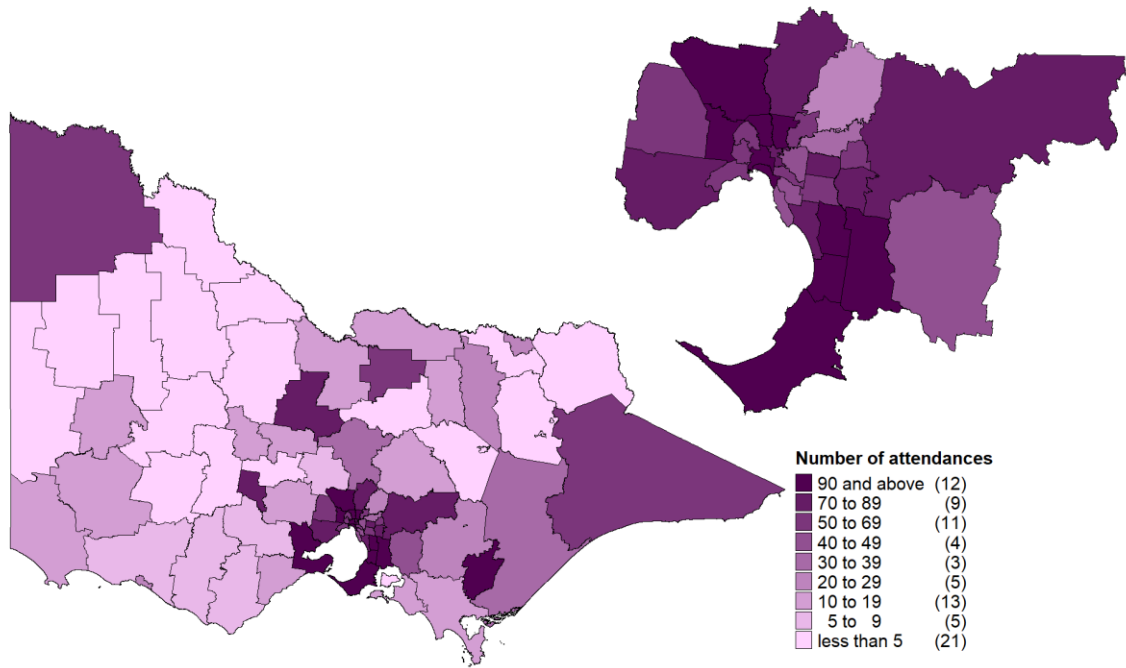 Number of attendances
90 and above (12)
70 to 89 (9)
50 to 69 (11)
40 to 49 (4)
30 to 39 (3)
20 to 29 (5)
10 to 19 (13)
5 to 9 (5)
less than 5 (21)